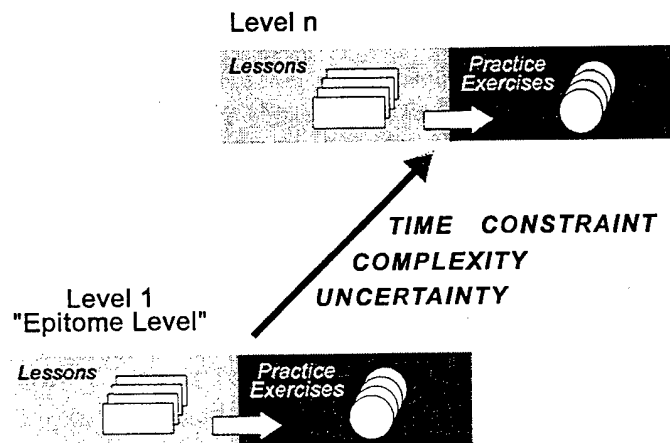 Level n
Lessons
Practice
Exercises
TIME CONSTRAINT
COMPLEXITY
UNCERTAINTY
Level 1
"Epitome Level"
Lessons
Practice
Exercises